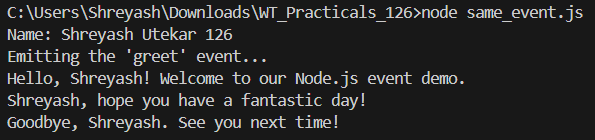 C:\Users\Shreyash\Downloads\WT_Practicals_126>node same_event.js
Name: Shreyash Utekar 126
Emitting the 'greet' event...
Hello, Shreyash! Welcome to our Node.js event demo.
Shreyash, hope you have a fantastic day!
Goodbye, Shreyash. See you next time!